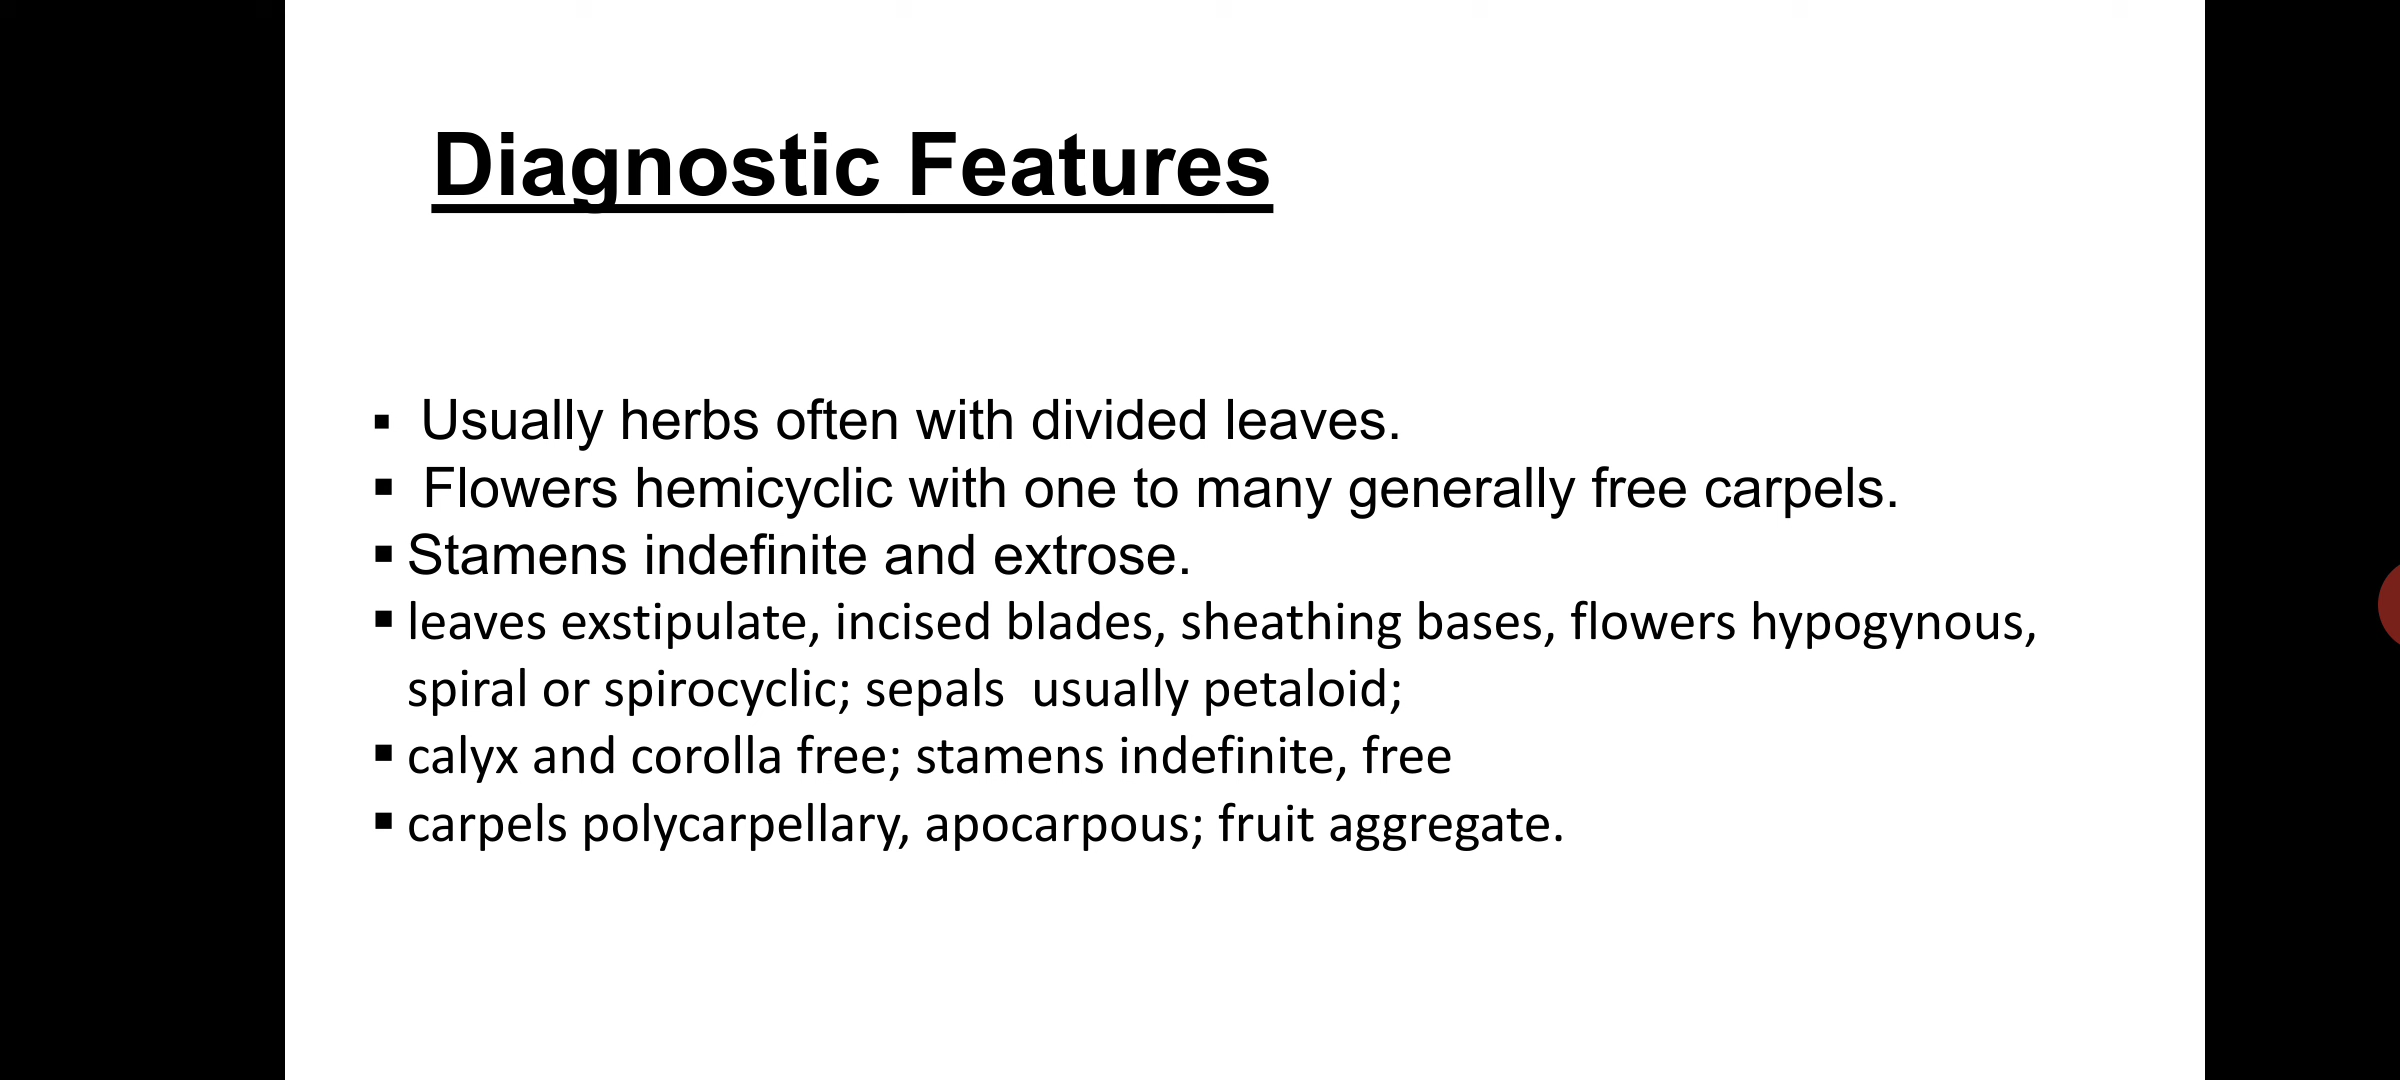 Diagnostic Features
▪ Usually herbs often with divided leaves.
▪ Flowers hemicyclic with one to many generally free carpels.
▪ Stamens indefinite and extrose.
▪ leaves exstipulate, incised blades, sheathing bases, flowers hypogynous,
spiral or spirocyclic; sepals  usually petaloid;
▪ calyx and corolla free; stamens indefinite, free
▪ carpels polycarpellary, apocarpous; fruit aggregate.